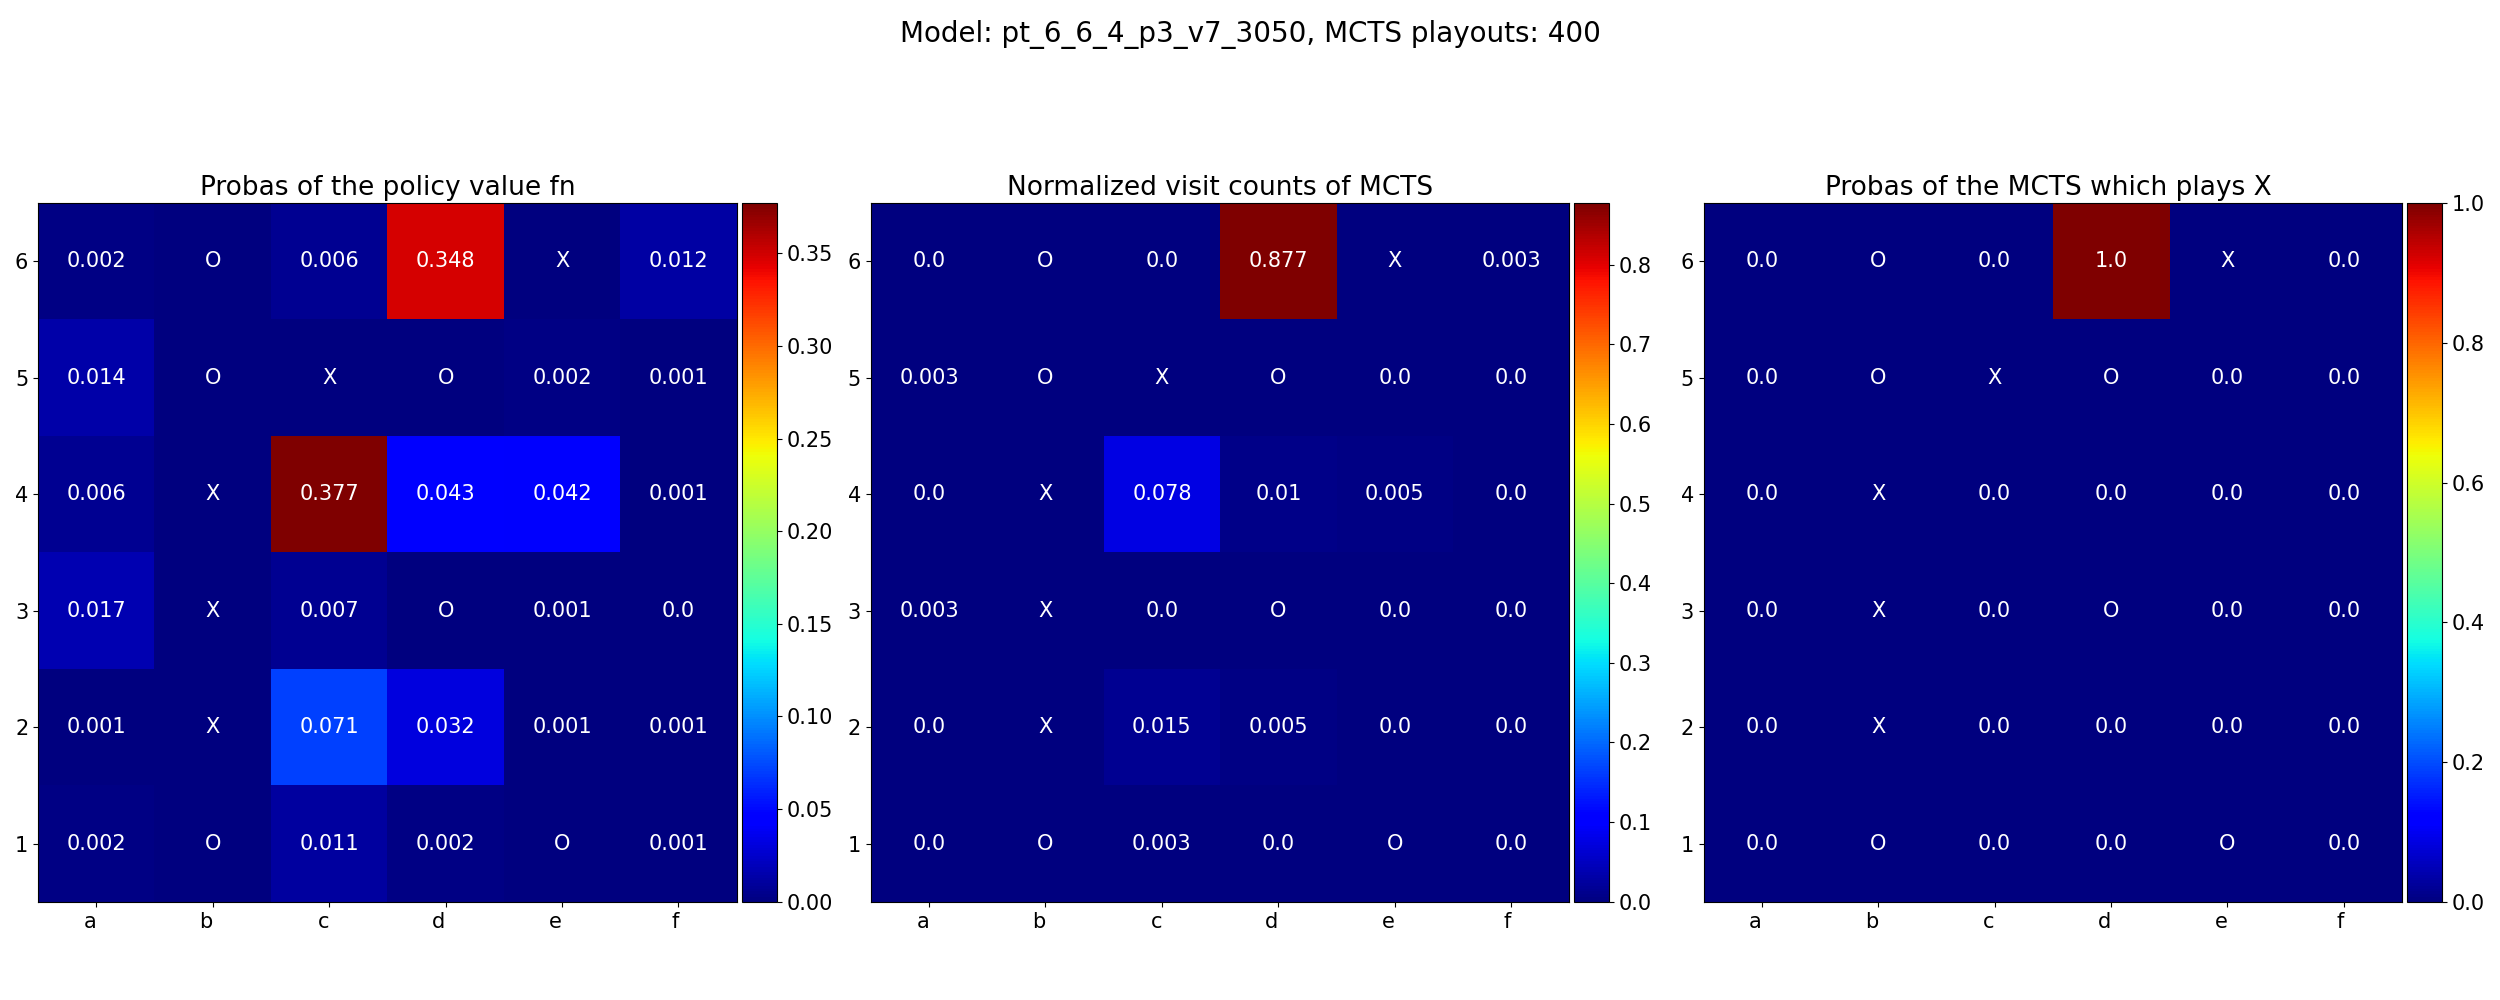 Model: pt_6_6_4_p3_v7_3050, MCTS playouts: 400
Probas of the policy value fn
6 0.002 O 0.006 0.348 X 0.012
5 0.014 O X O 0.002 0.001
4 0.006 X 0.377 0.043 0.042 0.001
3 0.017 X 0.007 O 0.001 0.0
2 0.001 X 0.071 0.032 0.001 0.001
1 0.002 O 0.011 0.002 O 0.001
a b c d e f
0.35
0.30
0.25
0.20
0.15
0.10
0.05
0.00
Normalized visit counts of MCTS
6 0.0 O 0.0 0.877 X 0.003
5 0.003 O X O 0.0 0.0
4 0.0 X 0.078 0.01 0.005 0.0
3 0.003 X 0.0 O 0.0 0.0
2 0.0 X 0.015 0.005 0.0 0.0
1 0.0 O 0.003 0.0 O 0.0
a b c d e f
0.8
0.7
0.6
0.5
0.4
0.3
0.2
0.1
0.0
Probas of the MCTS which plays X
6 0.0 O 0.0 1.0 X 0.0
5 0.0 O X O 0.0 0.0
4 0.0 X 0.0 0.0 0.0 0.0
3 0.0 X 0.0 O 0.0 0.0
2 0.0 X 0.0 0.0 0.0 0.0
1 0.0 O 0.0 0.0 O 0.0
a b c d e f
1.0
0.8
0.6
0.4
0.2
0.0